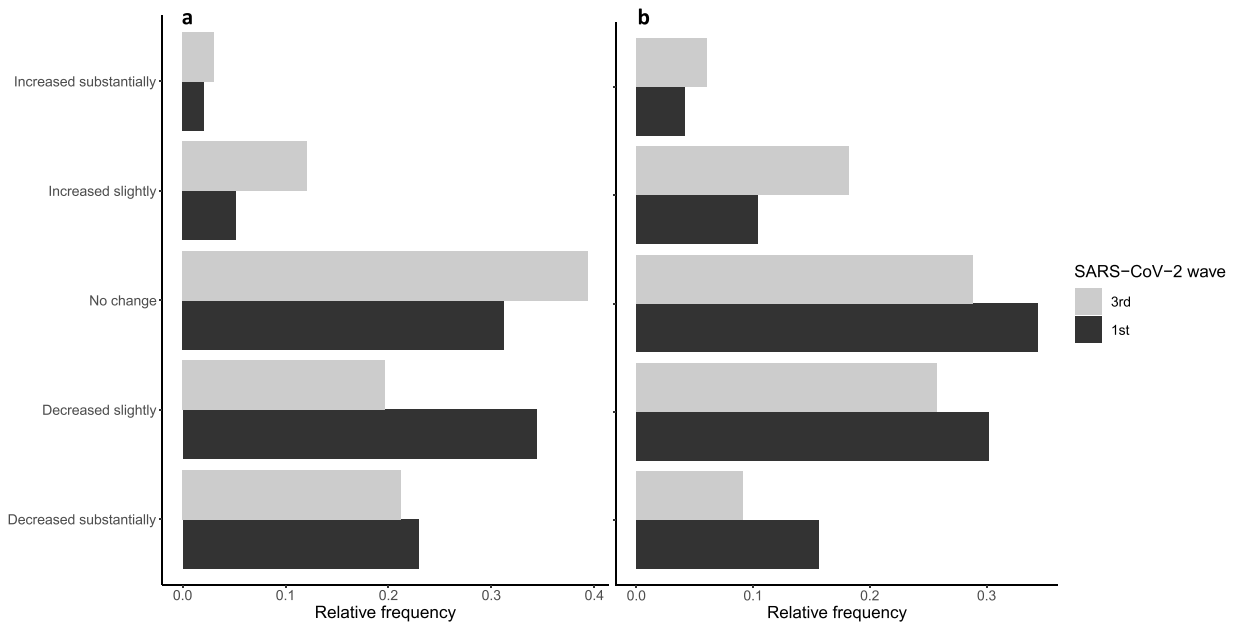 a
b
Increased substantially
Increased slightly
No change
Decreased slightly
Decreased substantially
0.0 0.1 0.2 0.3 0.4
Relative frequency
0.0 0.1 0.2 0.3
Relative frequency
SARS−CoV−2 wave
3rd
1st